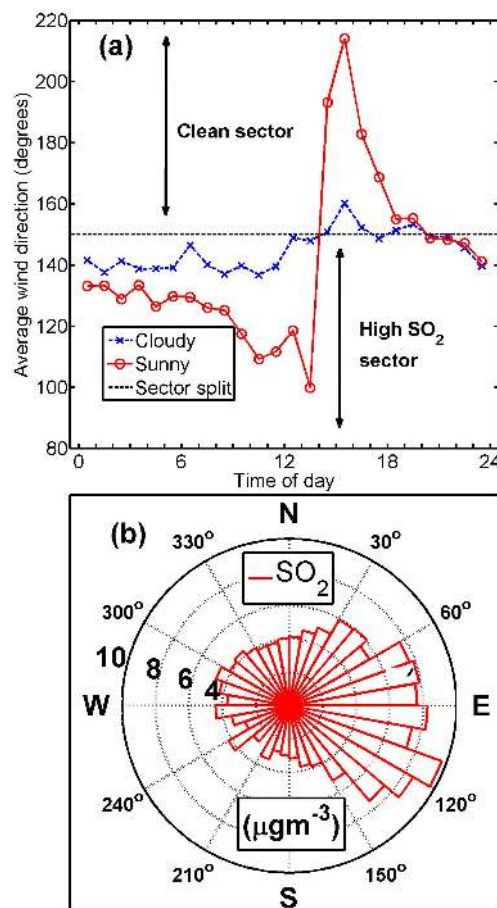 (a)
220
200
180
160
140
120
100
80
Average wind direction (degrees)
Clean sector
High SO₂
sector
Cloudy
Sunny
Sector split
0 6 12 18 24
Time of day
(b)
N
330° 30°
SO₂
300° 60°
10 8 6 4
W E
240° 120°
(μgm⁻³)
210° 150°
S